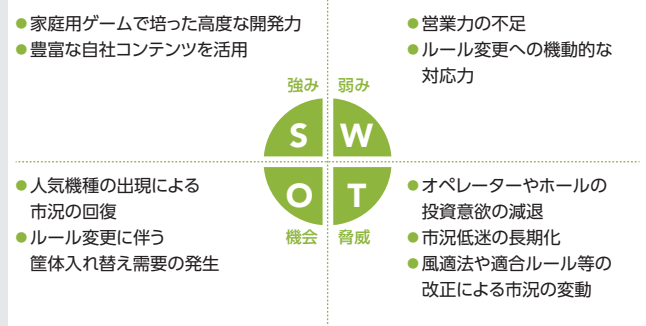 ●家庭用ゲームで培った高度な開発力
●豊富な自社コンテンツを活用
強み
S
●営業力の不足
●ルール変更への機動的な
対応力
弱み
W
●人気機種の出現による
市況の回復
●ルール変更に伴う
筐体入れ替え需要の発生
O
機会
●オペレーターやホールの
投資意欲の減退
●市況低迷の長期化
●風適法や適合ルール等の
改正による市況の変動
T
脅威